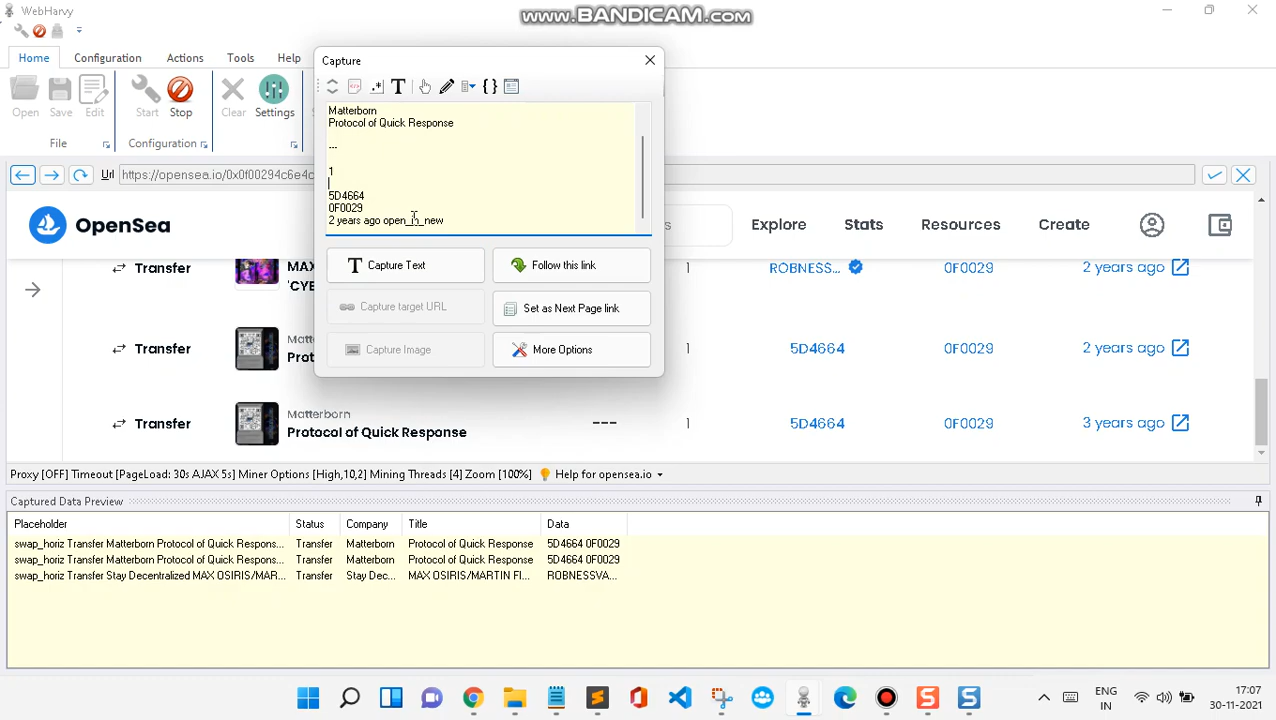 WebHarvy
www.BANDICAM.com
Home Configuration Actions Tools Help
Open Save Edit Start Stop Clear Settings
File Configuration
Capture
Matterborn
Protocol of Quick Response
---
1
5D4664
0F0029
2 years ago open_in_new
Capture Text Follow this link
Capture target URL Set as Next Page link
Capture Image More Options
Url https://opensea.io/0x0f00294c6e4c
OpenSea Explore Stats Resources Create
Transfer MAX 1 ROBNESS... 0F0029 2 years ago
'CYB
Transfer 1 5D4664 0F0029 2 years ago
Matte
Prot
Transfer Matterborn --- 1 5D4664 0F0029 3 years ago
Protocol of Quick Response
Proxy [OFF] Timeout [PageLoad: 30s AJAX 5s] Miner Options [High,10,2] Mining Threads [4] Zoom [100%] Help for opensea.io
Captured Data Preview
Placeholder Status Company Title Data
swap_horiz Transfer Matterborn Protocol of Quick Respons... Transfer Matterborn Protocol of Quick Response 5D4664 0F0029
swap_horiz Transfer Matterborn Protocol of Quick Respons... Transfer Matterborn Protocol of Quick Response 5D4664 0F0029
swap_horiz Transfer Stay Decentralized MAX OSIRIS/MAR... Transfer Stay Dec... MAX OSIRIS/MARTIN FI... ROBNESSVA...
ENG
IN
17:07
30-11-2021